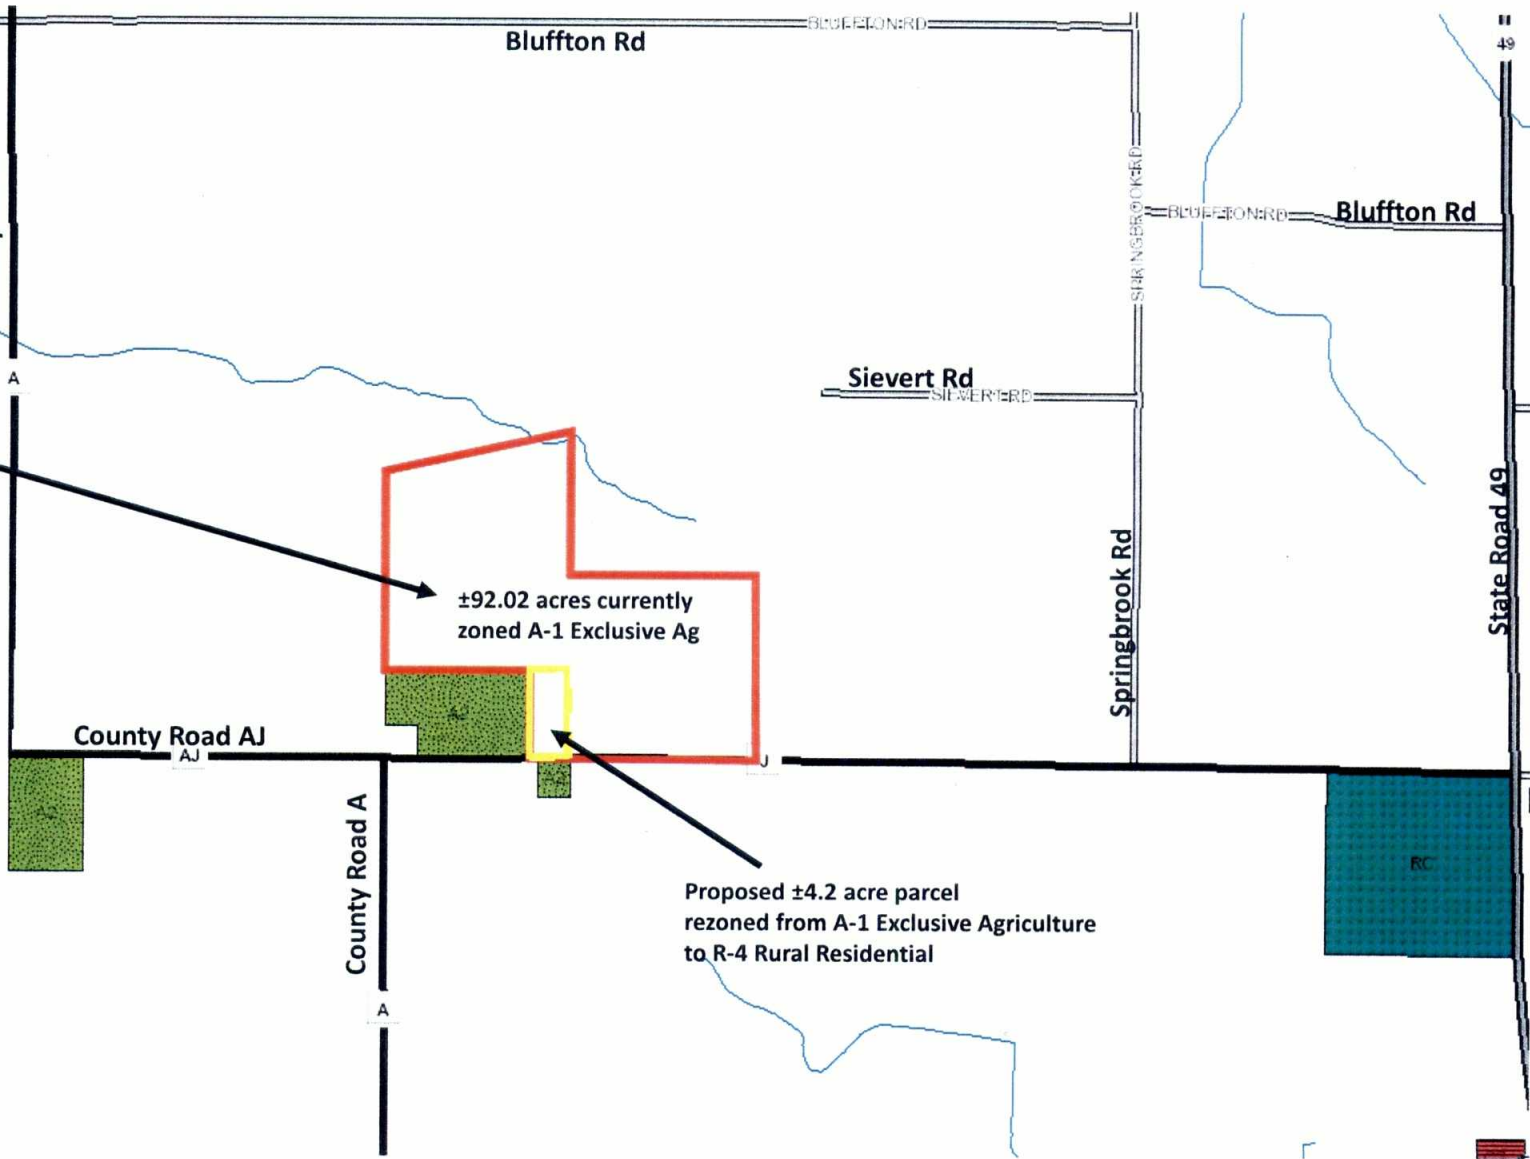 BLUFFTON RD
Bluffton Rd
49
SPRINGBROOK RD
BLUFFTON RD
Bluffton Rd
A
Sievert Rd
SIEVERT RD
State Road 49
Springbrook Rd
±92.02 acres currently
zoned A-1 Exclusive Ag
A2
County Road AJ
AJ
J
County Road A
RC
Proposed ±4.2 acre parcel
rezoned from A-1 Exclusive Agriculture
to R-4 Rural Residential
A